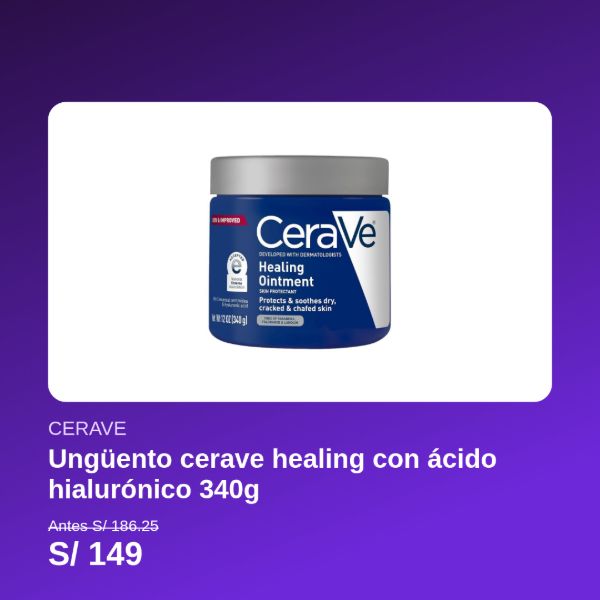 NEW & IMPROVED
CeraVe
DEVELOPED WITH DERMATOLOGISTS
Healing
Ointment
SKIN PROTECTANT
Protects & soothes dry,
cracked & chafed skin
Net Wt 12 OZ (340 g)
CERAVE
Ungüento cerave healing con ácido
hialurónico 340g
Antes S/ 186.25
S/ 149